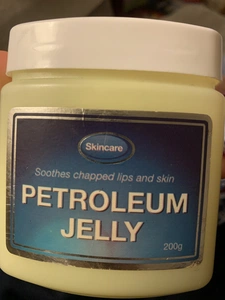 Skincare
Soothes chapped lips and skin
PETROLEUM
JELLY
200g